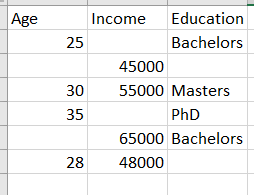 Age Income Education
25 Bachelors
45000
30 55000 Masters
35 PhD
65000 Bachelors
28 48000